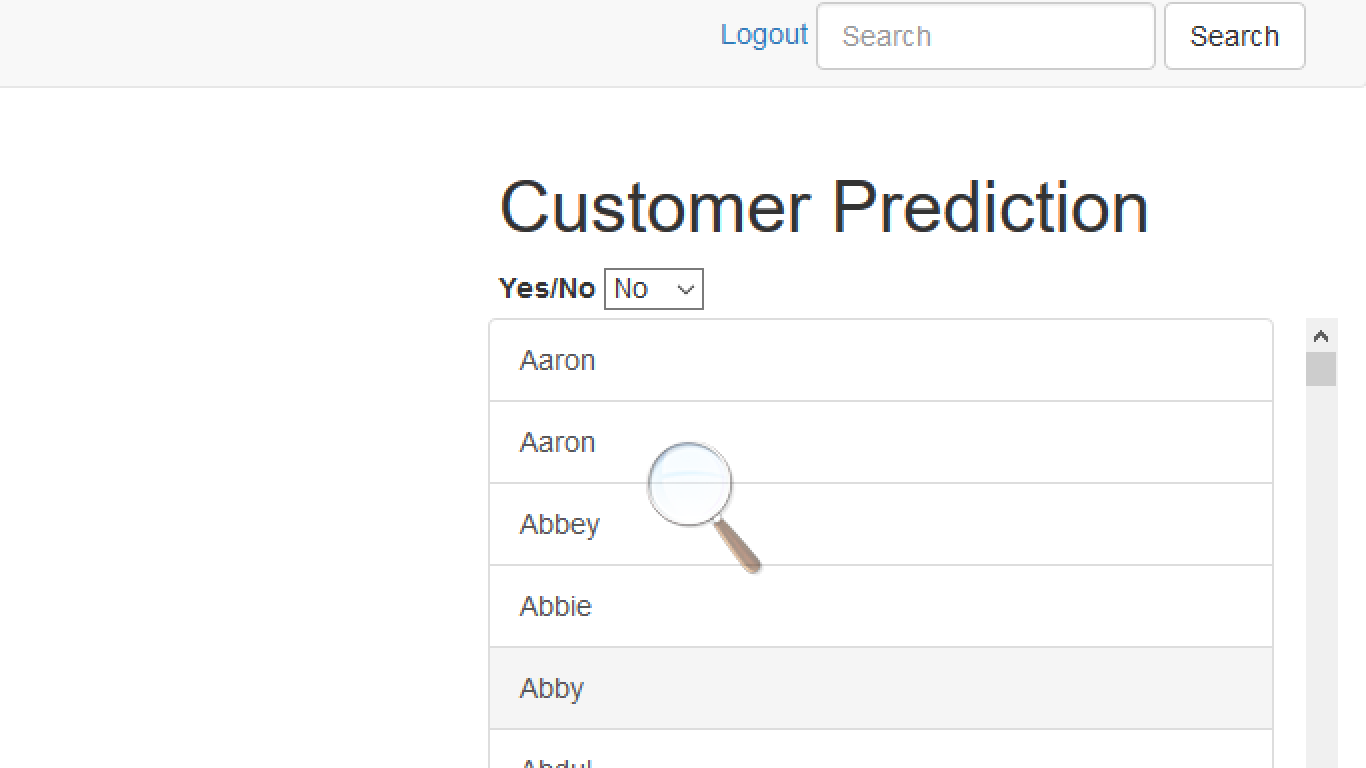 Logout Search Search
Customer Prediction
Yes/No No
Aaron
Aaron
Abbey
Abbie
Abby